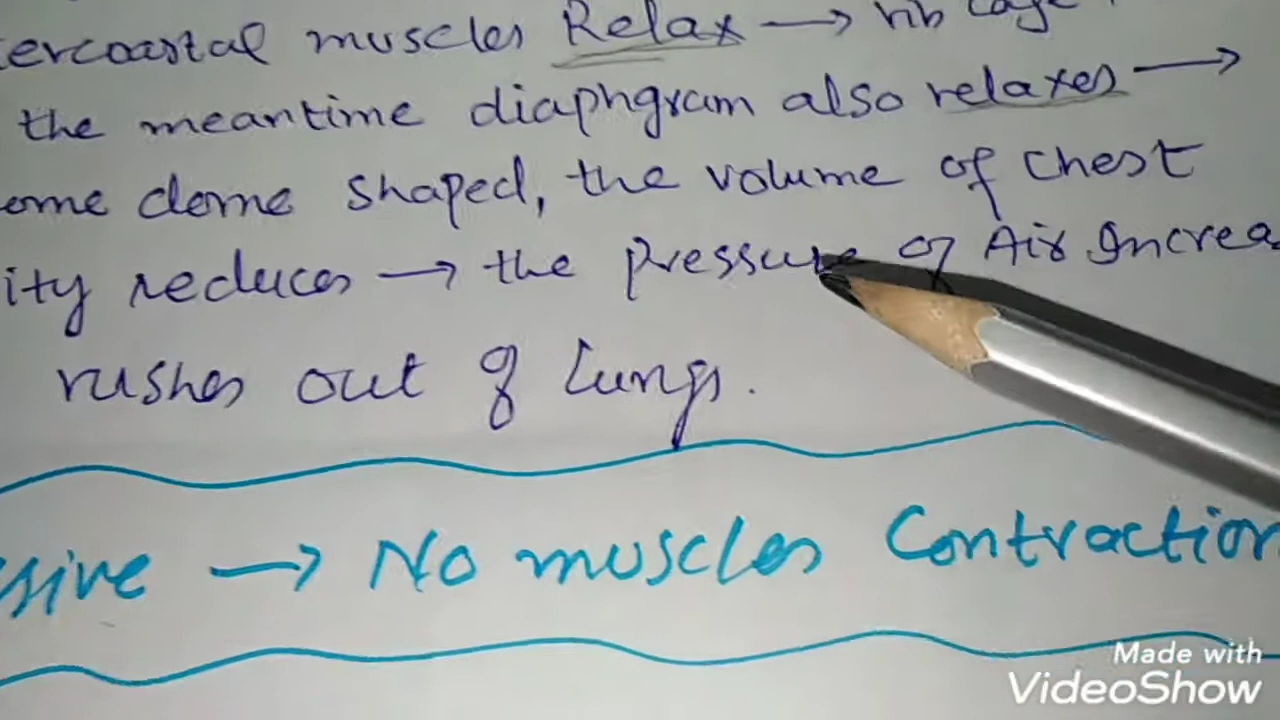 ercoastal muscles Relax → rib cage
the meantime diaphgram also relaxes →
ome dome shaped, the volume of chest
ity reduces → the pressure of Air Increa
rushes out of lungs.
ssive → No muscles Contraction
Made with
VideoShow